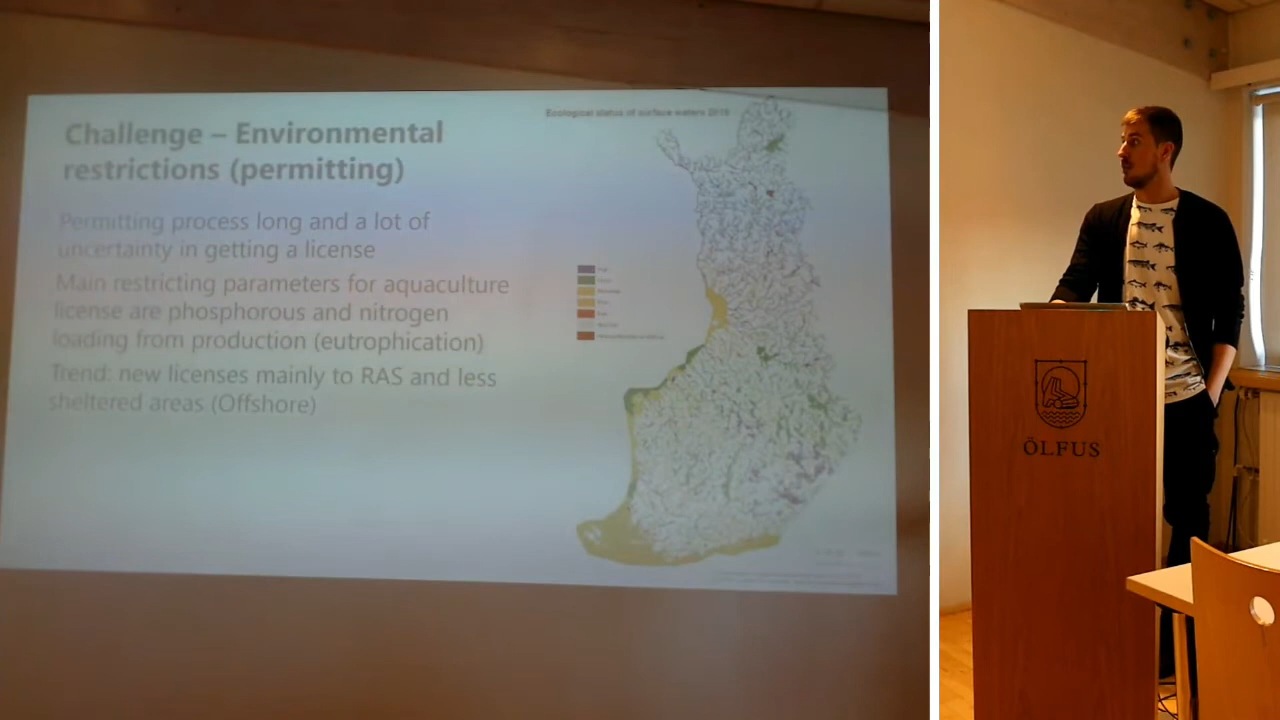 Challenge – Environmental
restrictions (permitting)
Permitting process long and a lot of
uncertainty in getting a license
Main restricting parameters for aquaculture
license are phosphorous and nitrogen
loading from production (eutrophication)
Trend: new licenses mainly to RAS and less
sheltered areas (Offshore)
Ecological status of surface waters
ÖLFUS